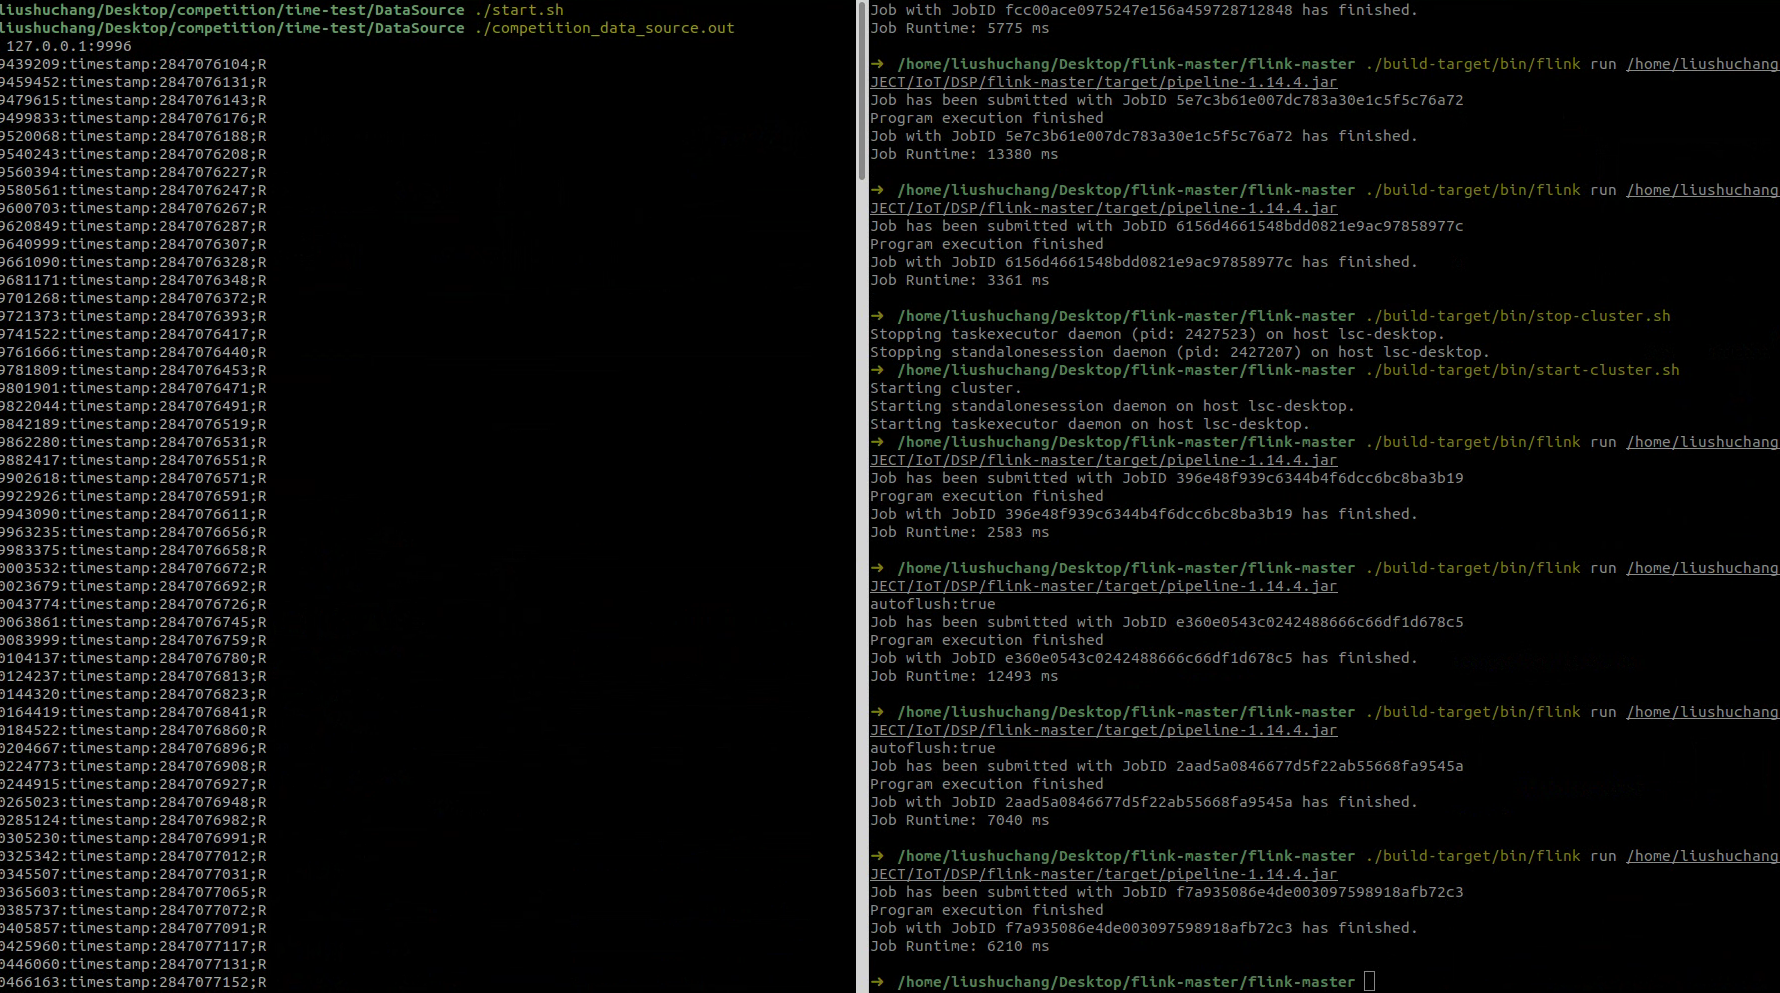 liushuchang/Desktop/competition/time-test/DataSource ./start.sh
liushuchang/Desktop/competition/time-test/DataSource ./competition_data_source.out
127.0.0.1:9996
9439209:timestamp:2847076104;R
9459452:timestamp:2847076131;R
9479615:timestamp:2847076143;R
9499833:timestamp:2847076176;R
9520068:timestamp:2847076188;R
9540243:timestamp:2847076208;R
9560394:timestamp:2847076227;R
9580561:timestamp:2847076247;R
9600703:timestamp:2847076267;R
9620849:timestamp:2847076287;R
9640999:timestamp:2847076307;R
9661090:timestamp:2847076328;R
9681171:timestamp:2847076348;R
9701268:timestamp:2847076372;R
9721373:timestamp:2847076393;R
9741522:timestamp:2847076417;R
9761666:timestamp:2847076440;R
9781809:timestamp:2847076453;R
9801901:timestamp:2847076471;R
9822044:timestamp:2847076491;R
9842189:timestamp:2847076519;R
9862280:timestamp:2847076531;R
9882417:timestamp:2847076551;R
9902618:timestamp:2847076571;R
9922926:timestamp:2847076591;R
9943090:timestamp:2847076611;R
9963235:timestamp:2847076656;R
9983375:timestamp:2847076658;R
0003532:timestamp:2847076672;R
0023679:timestamp:2847076692;R
0043774:timestamp:2847076726;R
0063861:timestamp:2847076745;R
0083999:timestamp:2847076759;R
0104137:timestamp:2847076780;R
0124237:timestamp:2847076813;R
0144320:timestamp:2847076823;R
0164419:timestamp:2847076841;R
0184522:timestamp:2847076860;R
0204667:timestamp:2847076896;R
0224773:timestamp:2847076908;R
0244915:timestamp:2847076927;R
0265023:timestamp:2847076948;R
0285124:timestamp:2847076982;R
0305230:timestamp:2847076991;R
0325342:timestamp:2847077012;R
0345507:timestamp:2847077031;R
0365603:timestamp:2847077065;R
0385737:timestamp:2847077072;R
0405857:timestamp:2847077091;R
0425960:timestamp:2847077117;R
0446060:timestamp:2847077131;R
0466163:timestamp:2847077152;R
Job with JobID fcc00ace0975247e156a459728712848 has finished.
Job Runtime: 5775 ms
→ /home/liushuchang/Desktop/flink-master/flink-master ./build-target/bin/flink run /home/liushuchang
JECT/IoT/DSP/flink-master/target/pipeline-1.14.4.jar
Job has been submitted with JobID 5e7c3b61e007dc783a30e1c5f5c76a72
Program execution finished
Job with JobID 5e7c3b61e007dc783a30e1c5f5c76a72 has finished.
Job Runtime: 13380 ms
→ /home/liushuchang/Desktop/flink-master/flink-master ./build-target/bin/flink run /home/liushuchang
JECT/IoT/DSP/flink-master/target/pipeline-1.14.4.jar
Job has been submitted with JobID 6156d4661548bdd0821e9ac97858977c
Program execution finished
Job with JobID 6156d4661548bdd0821e9ac97858977c has finished.
Job Runtime: 3361 ms
→ /home/liushuchang/Desktop/flink-master/flink-master ./build-target/bin/stop-cluster.sh
Stopping taskexecutor daemon (pid: 2427523) on host lsc-desktop.
Stopping standalonesession daemon (pid: 2427207) on host lsc-desktop.
→ /home/liushuchang/Desktop/flink-master/flink-master ./build-target/bin/start-cluster.sh
Starting cluster.
Starting standalonesession daemon on host lsc-desktop.
Starting taskexecutor daemon on host lsc-desktop.
→ /home/liushuchang/Desktop/flink-master/flink-master ./build-target/bin/flink run /home/liushuchang
JECT/IoT/DSP/flink-master/target/pipeline-1.14.4.jar
Job has been submitted with JobID 396e48f939c6344b4f6dcc6bc8ba3b19
Program execution finished
Job with JobID 396e48f939c6344b4f6dcc6bc8ba3b19 has finished.
Job Runtime: 2583 ms
→ /home/liushuchang/Desktop/flink-master/flink-master ./build-target/bin/flink run /home/liushuchang
JECT/IoT/DSP/flink-master/target/pipeline-1.14.4.jar
autoflush:true
Job has been submitted with JobID e360e0543c0242488666c66df1d678c5
Program execution finished
Job with JobID e360e0543c0242488666c66df1d678c5 has finished.
Job Runtime: 12493 ms
→ /home/liushuchang/Desktop/flink-master/flink-master ./build-target/bin/flink run /home/liushuchang
JECT/IoT/DSP/flink-master/target/pipeline-1.14.4.jar
autoflush:true
Job has been submitted with JobID 2aad5a0846677d5f22ab55668fa9545a
Program execution finished
Job with JobID 2aad5a0846677d5f22ab55668fa9545a has finished.
Job Runtime: 7040 ms
→ /home/liushuchang/Desktop/flink-master/flink-master ./build-target/bin/flink run /home/liushuchang
JECT/IoT/DSP/flink-master/target/pipeline-1.14.4.jar
Job has been submitted with JobID f7a935086e4de003097598918afb72c3
Program execution finished
Job with JobID f7a935086e4de003097598918afb72c3 has finished.
Job Runtime: 6210 ms
→ /home/liushuchang/Desktop/flink-master/flink-master